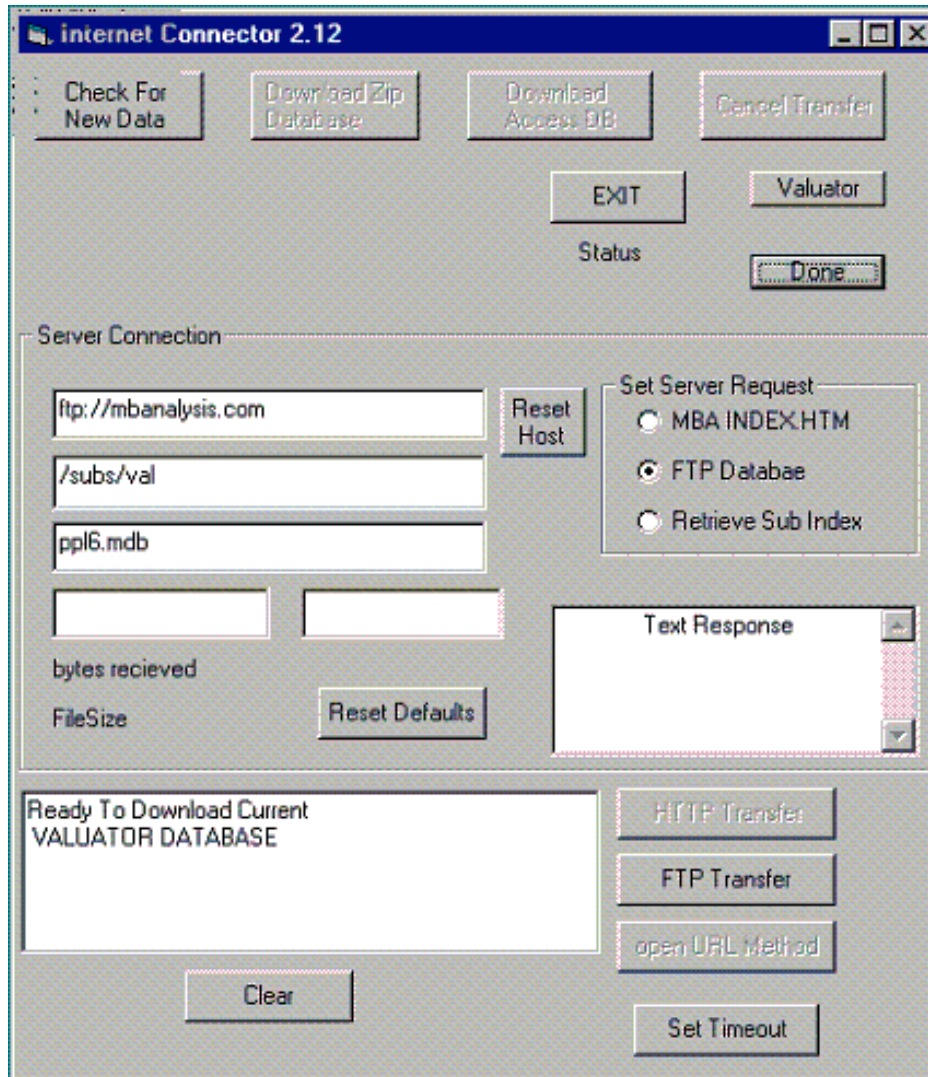 internet Connector 2.12
Check For
New Data
Download Zip
Database
Download
Access DB
Cancel Transfer
EXIT
Valuator
Status
Done
Server Connection
ftp://mbanalysis.com
Reset
Host
/subs/val
ppl6.mdb
Set Server Request
MBA INDEX.HTM
FTP Databae
Retrieve Sub Index
Text Response
bytes recieved
FileSize
Reset Defaults
Ready To Download Current
VALUATOR DATABASE
HTTP Transfer
FTP Transfer
open URL Method
Clear
Set Timeout